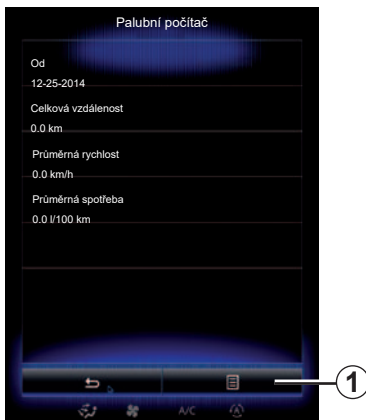 Palubní počítač
Od
12-25-2014
Celková vzdálenost
0.0 km
Průměrná rychlost
0.0 km/h
Průměrná spotřeba
0.0 l/100 km
1
A/C
A